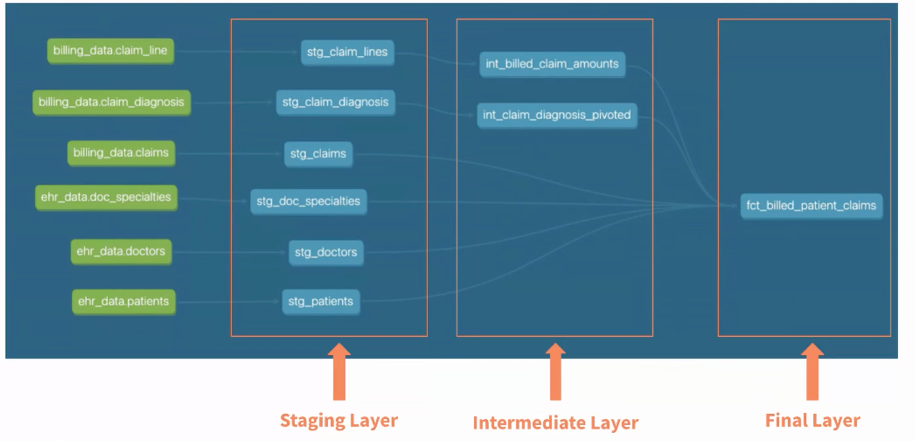 billing_data.claim_line
stg_claim_lines
int_billed_claim_amounts
billing_data.claim_diagnosis
stg_claim_diagnosis
int_claim_diagnosis_pivoted
billing_data.claims
stg_claims
ehr_data.doc_specialties
stg_doc_specialties
fct_billed_patient_claims
ehr_data.doctors
stg_doctors
ehr_data.patients
stg_patients
Staging Layer
Intermediate Layer
Final Layer